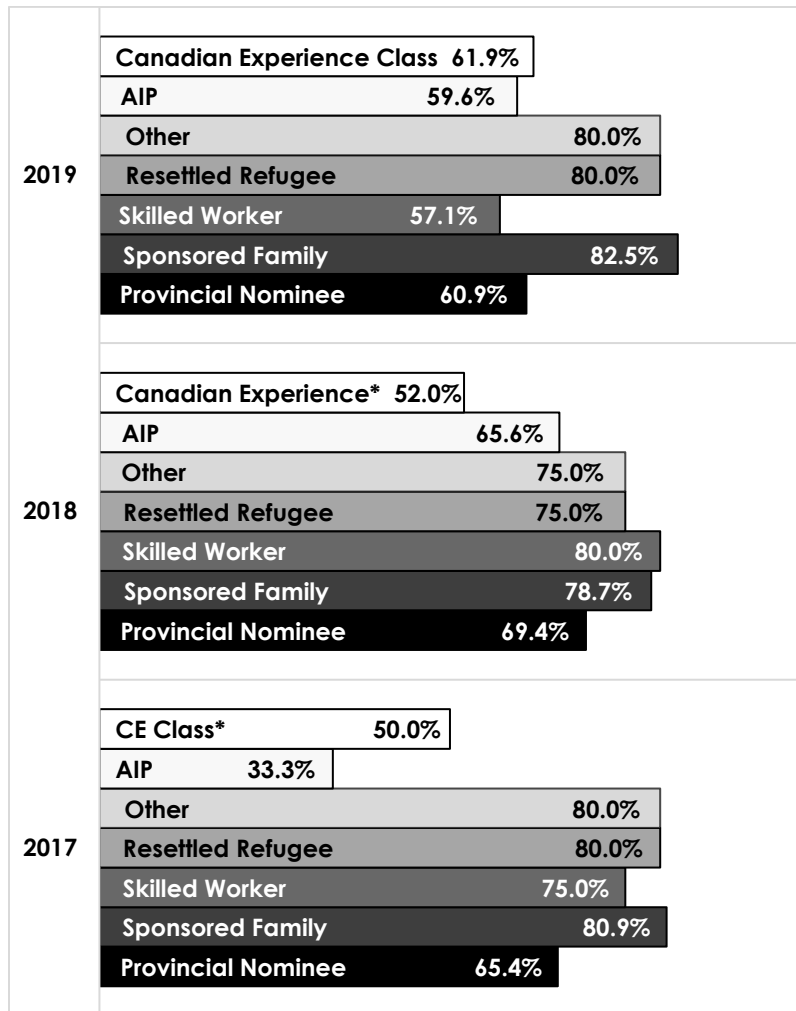 Canadian Experience Class 61.9%
AIP 59.6%
Other 80.0%
2019
Resettled Refugee 80.0%
Skilled Worker 57.1%
Sponsored Family 82.5%
Provincial Nominee 60.9%
Canadian Experience* 52.0%
AIP 65.6%
Other 75.0%
2018
Resettled Refugee 75.0%
Skilled Worker 80.0%
Sponsored Family 78.7%
Provincial Nominee 69.4%
CE Class* 50.0%
AIP 33.3%
Other 80.0%
2017
Resettled Refugee 80.0%
Skilled Worker 75.0%
Sponsored Family 80.9%
Provincial Nominee 65.4%